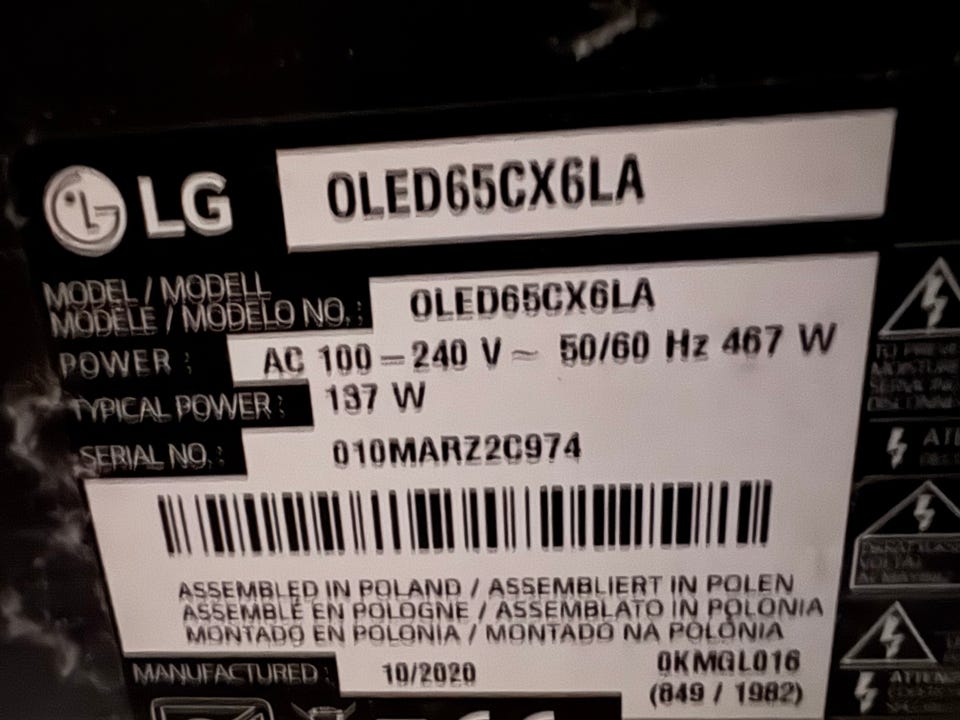 LG OLED65CX6LA
MODEL / MODELL
MODÈLE / MODELO NO. : OLED65CX6LA
POWER : AC 100 – 240 V ~ 50/60 Hz 467 W
TYPICAL POWER : 137 W
SERIAL NO. : 010MARZ2C974
ASSEMBLED IN POLAND / ASSEMBLIERT IN POLEN
ASSEMBLÉ EN POLOGNE / ASSEMBLATO IN POLONIA
MONTADO EN POLONIA / MONTADO NA POLÓNIA
MANUFACTURED : 10/2020 0KMGL016
(849 / 1982)